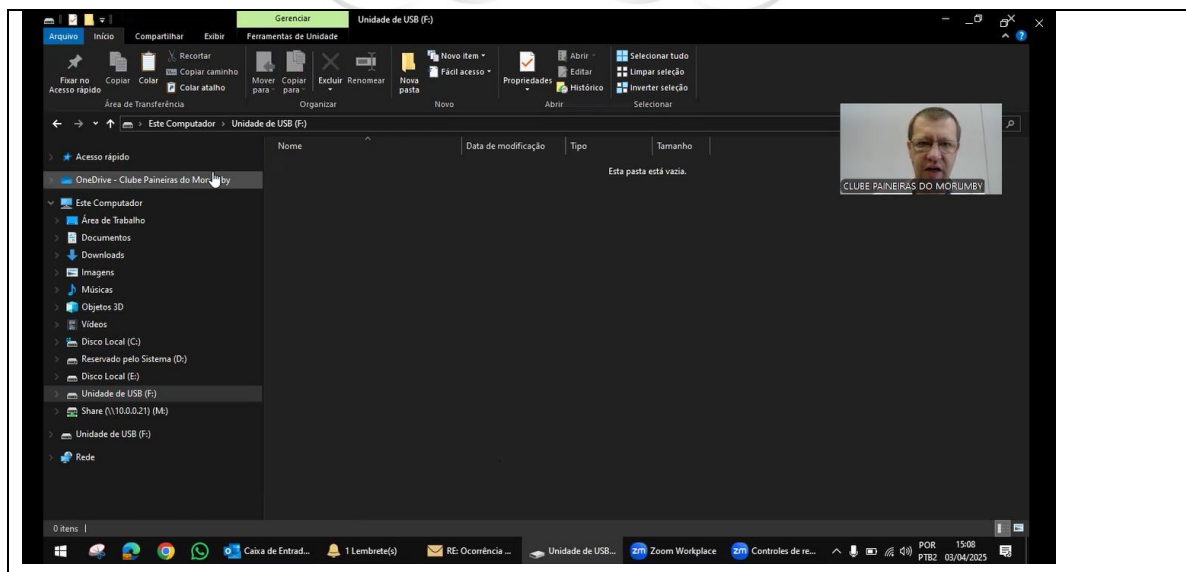 Gerenciar Unidade de USB (F:)
Arquivo Início Compartilhar Exibir Ferramentas de Unidade
Fixar no Acesso rápido
Copiar
Colar
Recortar
Copiar caminho
Colar atalho
Mover para
Copiar para
Excluir
Renomear
Nova pasta
Novo item
Fácil acesso
Propriedades
Abrir
Editar
Histórico
Selecionar tudo
Limpar seleção
Inverter seleção
Área de Transferência Organizar Novo Abrir Selecionar
Este Computador > Unidade de USB (F:)
Nome Data de modificação Tipo Tamanho
Esta pasta está vazia.
CLUBE PAINEIRAS DO MORUMBY
Acesso rápido
OneDrive - Clube Paineiras do Morumby
Este Computador
Área de Trabalho
Documentos
Downloads
Imagens
Músicas
Objetos 3D
Vídeos
Disco Local (C:)
Reservado pelo Sistema (D:)
Disco Local (E:)
Unidade de USB (F:)
Share (\\10.0.0.21) (M:)
Unidade de USB (F:)
Rede
0 itens
Caixa de Entrad... 1 Lembrete(s) RE: Ocorrência ... Unidade de USB... zm Zoom Workplace zm Controles de re... POR 15:08
PTB2 03/04/2025